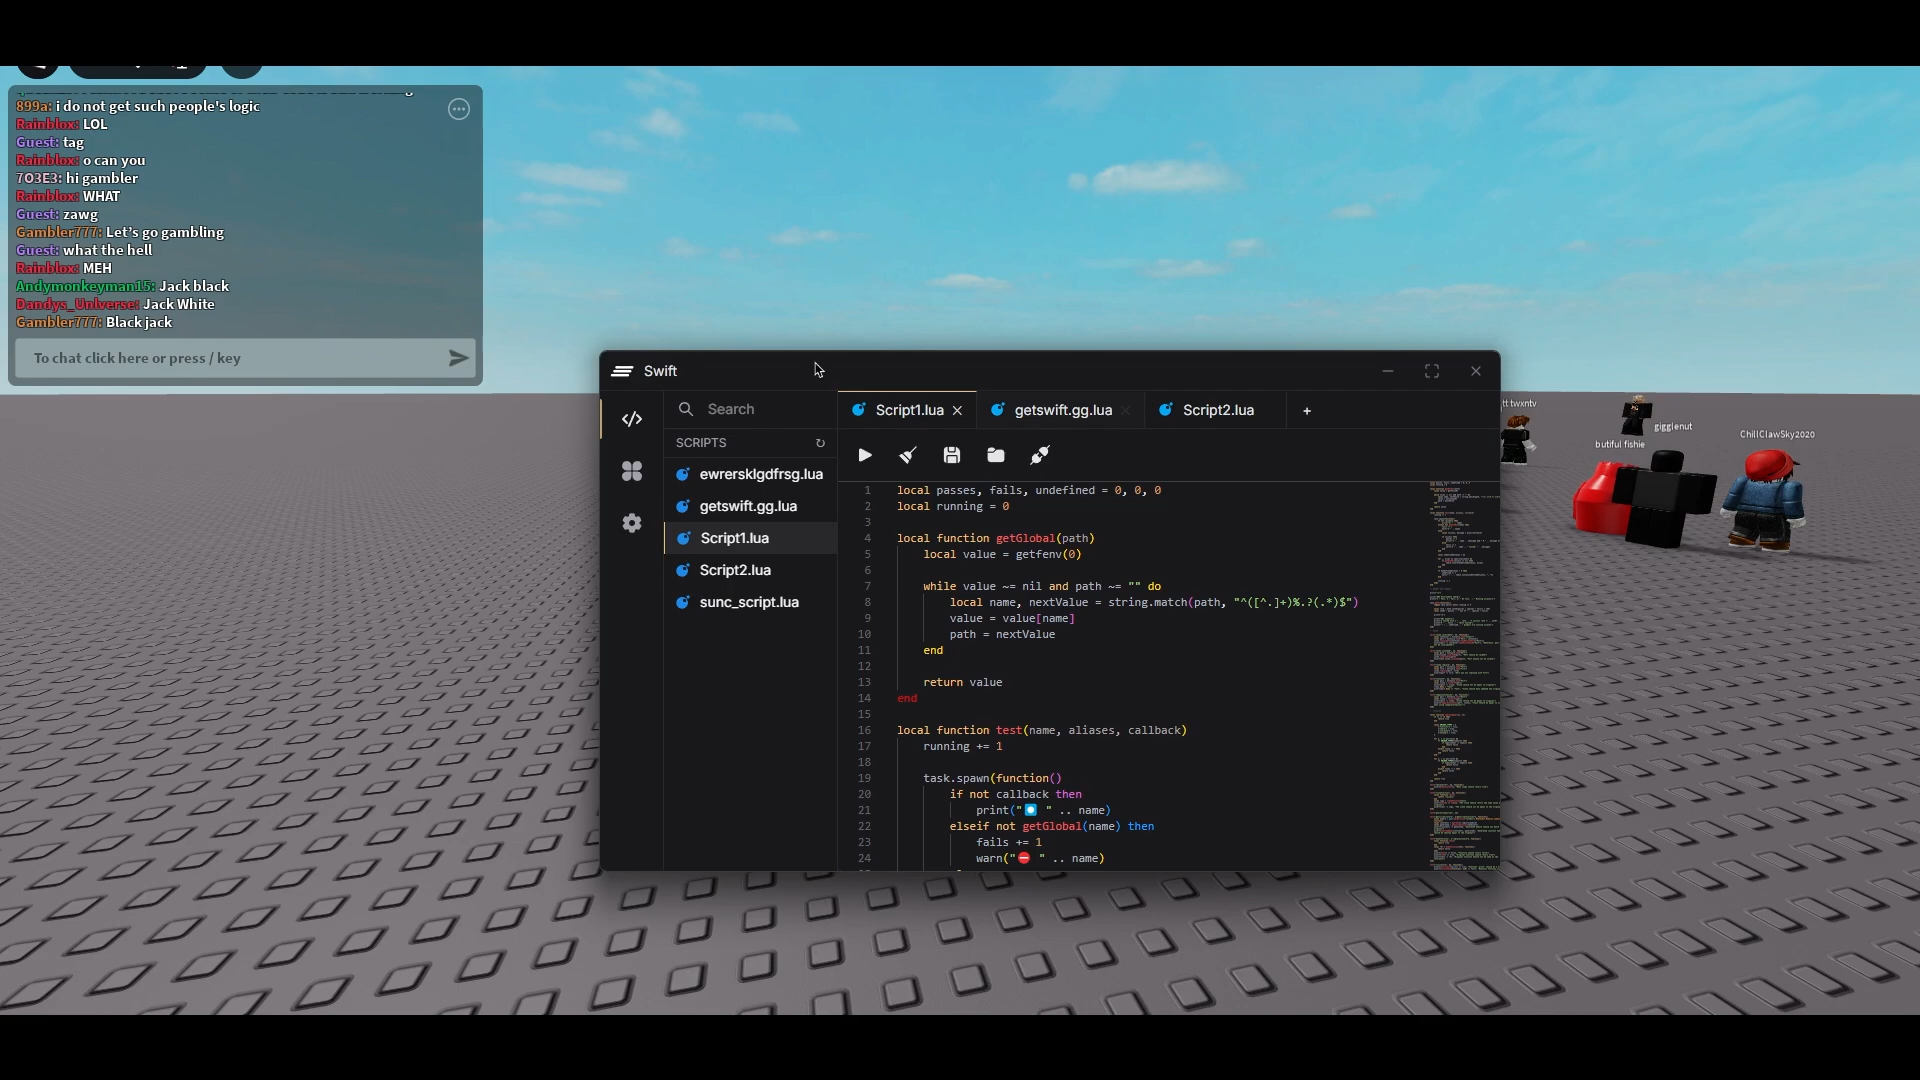 899a: i do not get such people's logic
Rainblox: LOL
Guest: tag
Rainblox: o can you
7O3E3: hi gambler
Rainblox: WHAT
Guest: zawg
Gambler777: Let's go gambling
Guest: what the hell
Rainblox: MEH
Andymonkeyman15: Jack black
Dandys_Unlverse: Jack White
Gambler777: Black jack
To chat click here or press / key
Swift
Search
SCRIPTS
ewrersklgdfrsg.lua
getswift.gg.lua
Script1.lua
Script2.lua
sunc_script.lua
Script1.lua
getswift.gg.lua
Script2.lua
+
1 local passes, fails, undefined = 0, 0, 0
2 local running = 0
3
4 local function getGlobal(path)
5 local value = getfenv(0)
6
7 while value ~= nil and path ~= "" do
8 local name, nextValue = string.match(path, "^([^.]+)%.?(.*)$")
9 value = value[name]
10 path = nextValue
11 end
12
13 return value
14 end
15
16 local function test(name, aliases, callback)
17 running += 1
18
19 task.spawn(function()
20 if not callback then
21 print("⏺️ " .. name)
22 elseif not getGlobal(name) then
23 fails += 1
24 warn("⛔ " .. name)
tt twxntv
gigglenut
butiful fishie
ChillClawSky2020